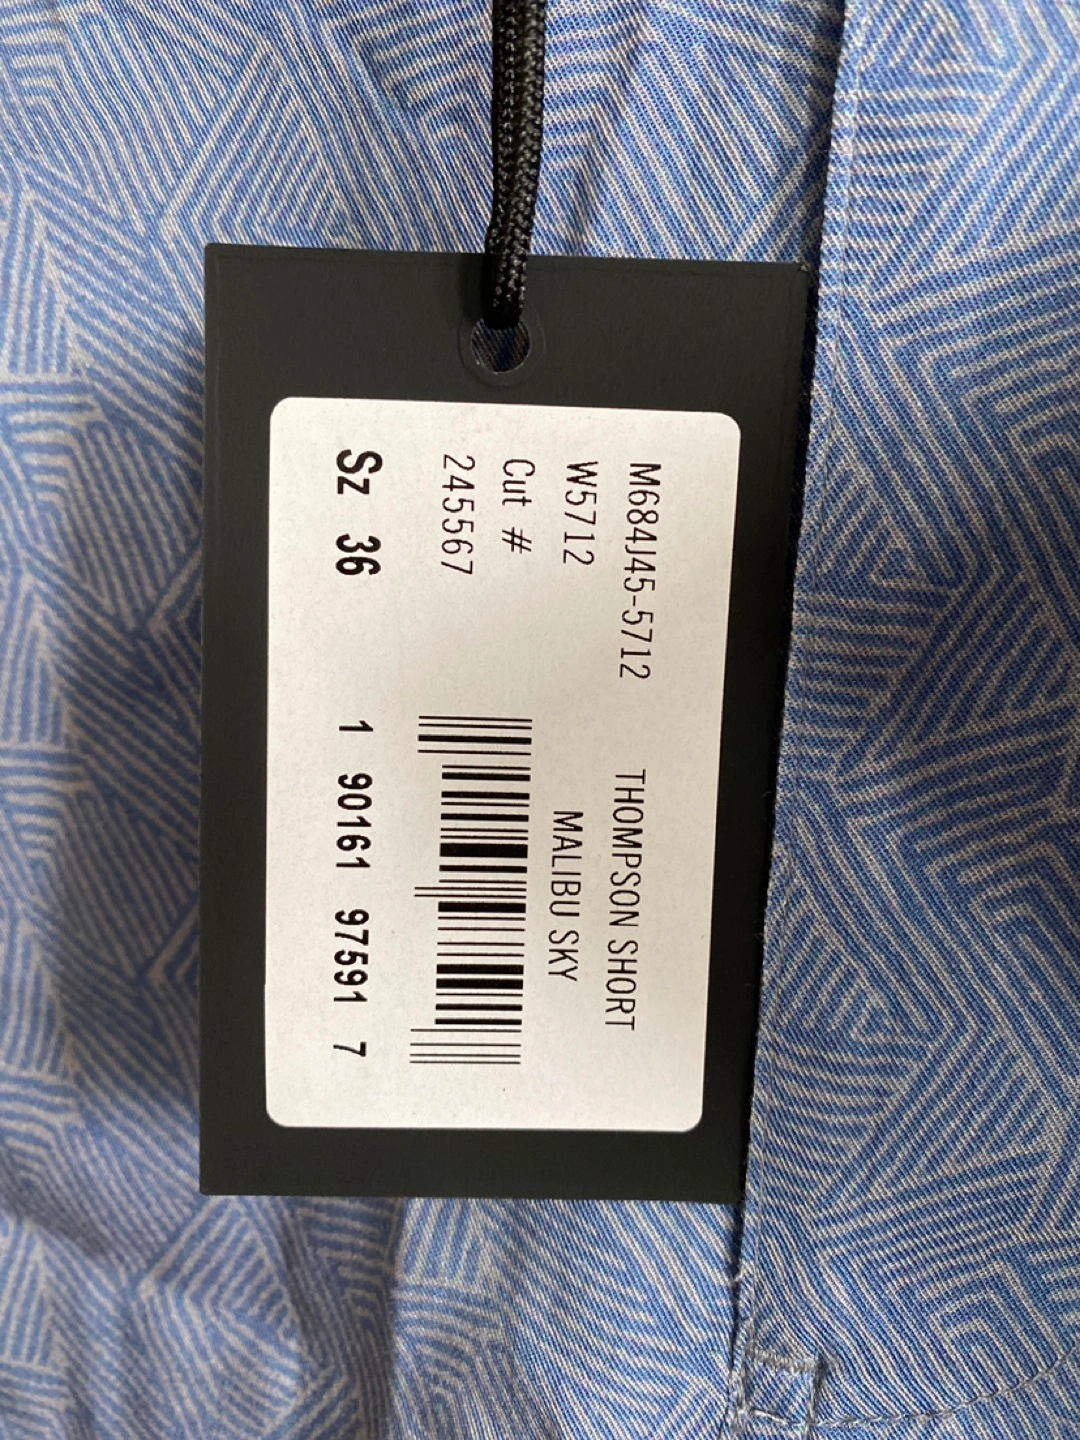 M684J45-5712
THOMPSON SHORT
W5712
MALIBU SKY
Cut #
245567
Sz 36
1 90161 97591 7